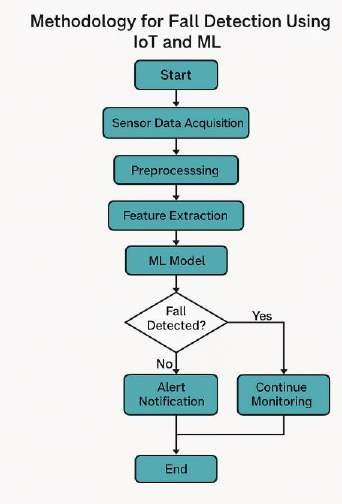 Methodology for Fall Detection Using
IoT and ML
Start
Sensor Data Acquisition
Preprocesssing
Feature Extraction
ML Model
Fall
Detected?
Yes
No
Alert
Notification
Continue
Monitoring
End